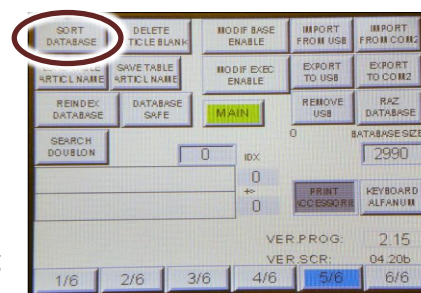 SORT DATABASE
DELETE TICLE BLANK
MODIF BASE ENABLE
IMPORT FROM USB
IMPORT FROM COM2
ARTICL NAME
SAVE TABLE ARTICL NAME
MODIF EXEC ENABLE
EXPORT TO USB
EXPORT TO COM2
REINDEX DATABASE
DATABASE SAFE
MAIN
REMOVE USB
RAZ DATABASE
SEARCH DOUBLON
0 IDX
0
ATABASE SIZE
2990
0
<->
0
PRINT ACCESSORI
KEYBOARD ALFANUM
VER.PROG: 2.15
VER.SCR: 04.20b
1/6 2/6 3/6 4/6 5/6 6/6